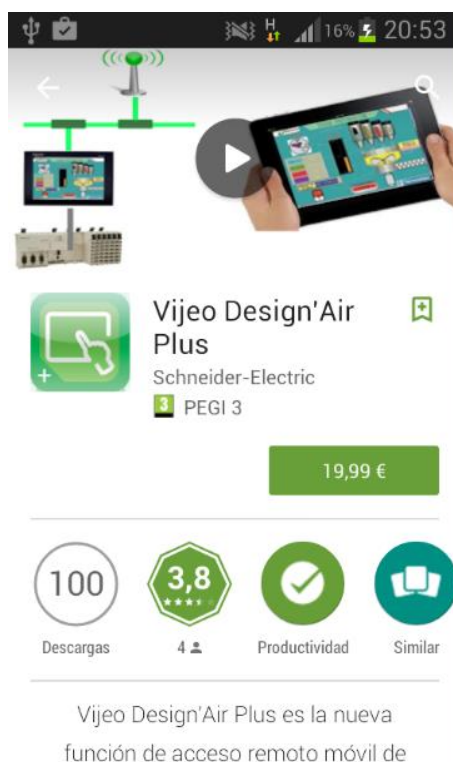 H
16%
20:53
Vijeo Design'Air
Plus
Schneider-Electric
3 PEGI 3
19,99 €
100
3,8
Descargas
4
Productividad
Similar
Vijeo Design'Air Plus es la nueva
función de acceso remoto móvil de